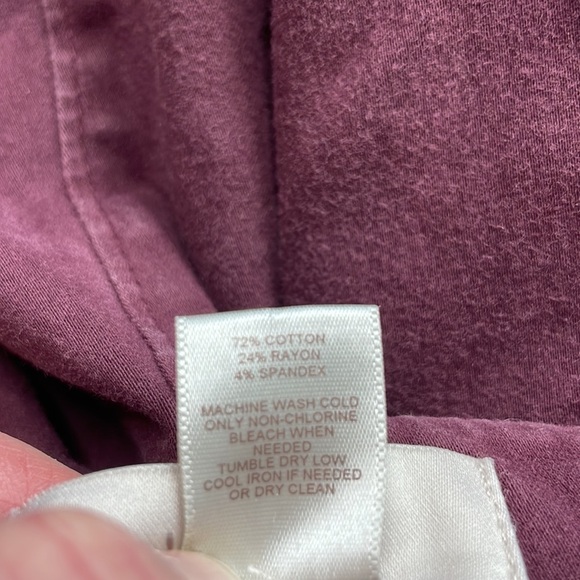 72% COTTON
24% RAYON
4% SPANDEX
MACHINE WASH COLD
ONLY NON-CHLORINE
BLEACH WHEN
NEEDED
TUMBLE DRY LOW
COOL IRON IF NEEDED
OR DRY CLEAN